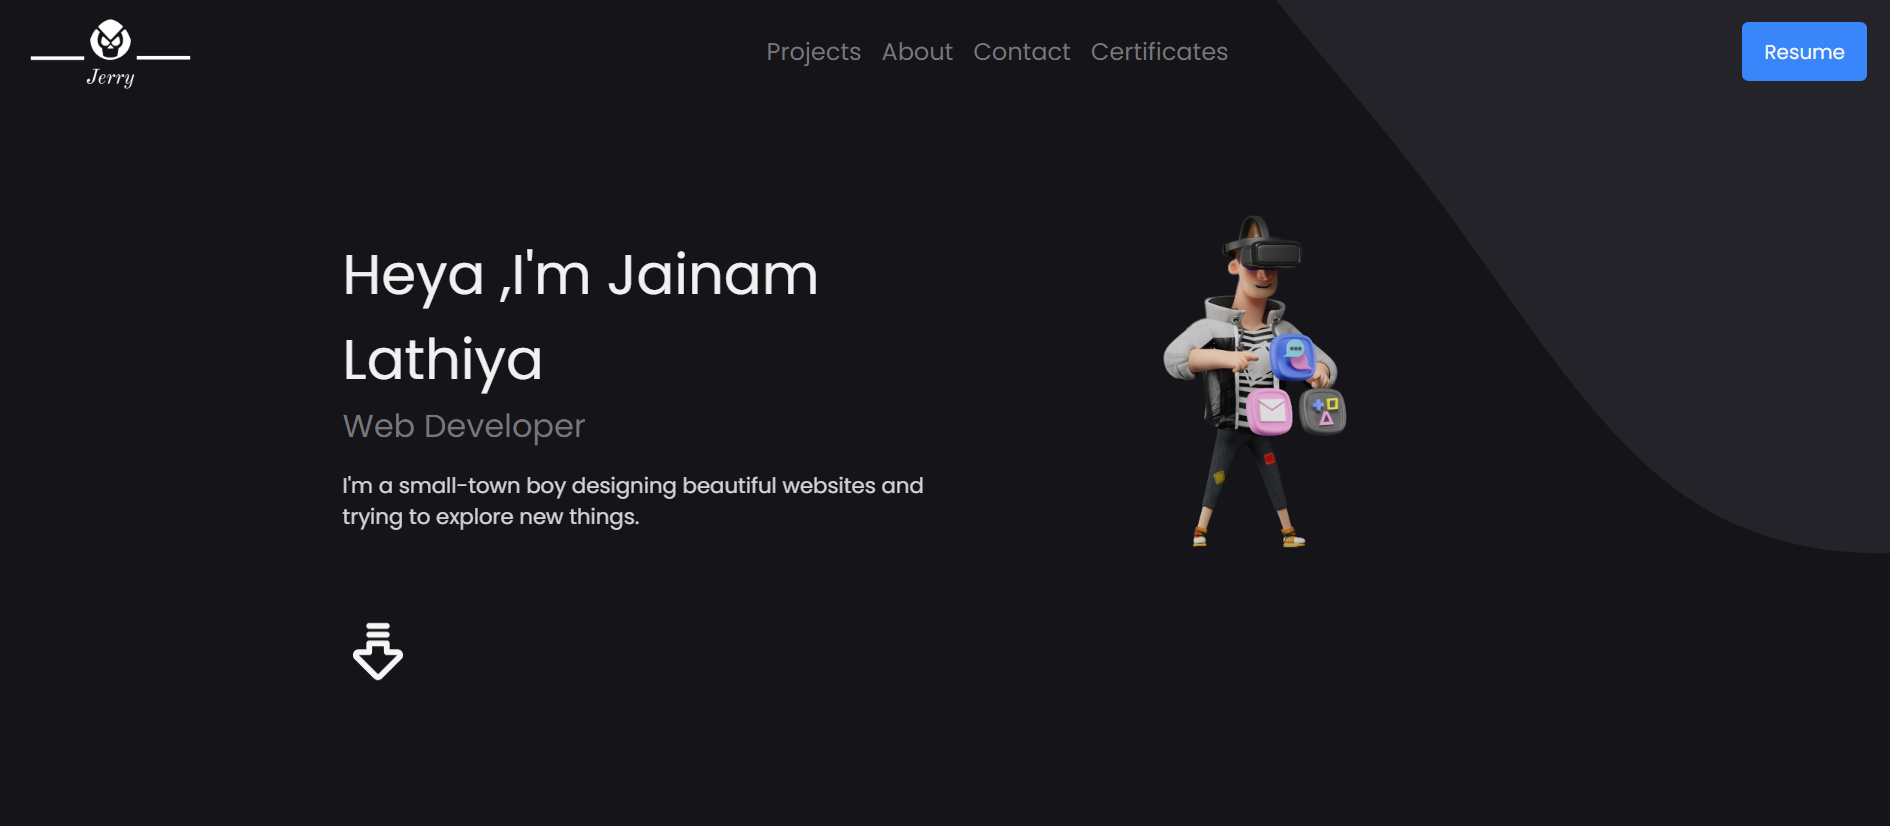 Jerry
Projects About Contact Certificates
Resume
Heya ,I'm Jainam
Lathiya
Web Developer
I'm a small-town boy designing beautiful websites and
trying to explore new things.